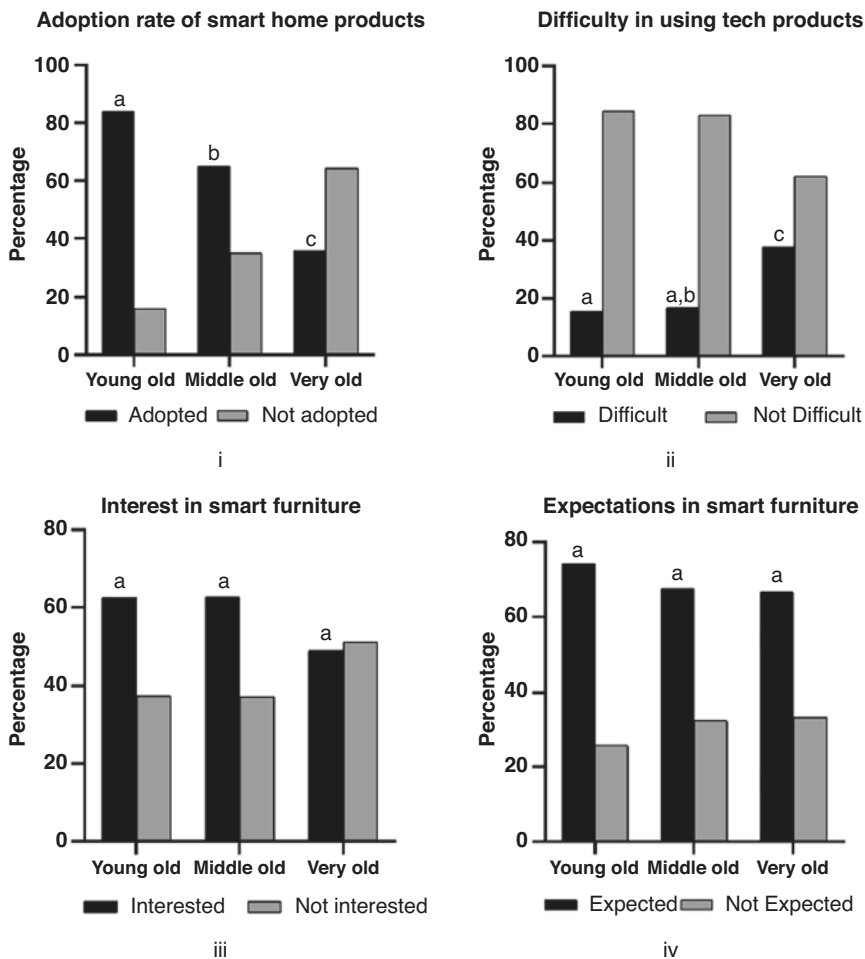 Adoption rate of smart home products
Percentage
100
80
60
40
20
0
a
b
c
Young old Middle old Very old
Adopted Not adopted
i
Difficulty in using tech products
Percentage
100
80
60
40
20
0
a
a,b
c
Young old Middle old Very old
Difficult Not Difficult
ii
Interest in smart furniture
Percentage
80
60
40
20
0
a
a
a
Young old Middle old Very old
Interested Not interested
iii
Expectations in smart furniture
Percentage
80
60
40
20
0
a
a
a
Young old Middle old Very old
Expected Not Expected
iv